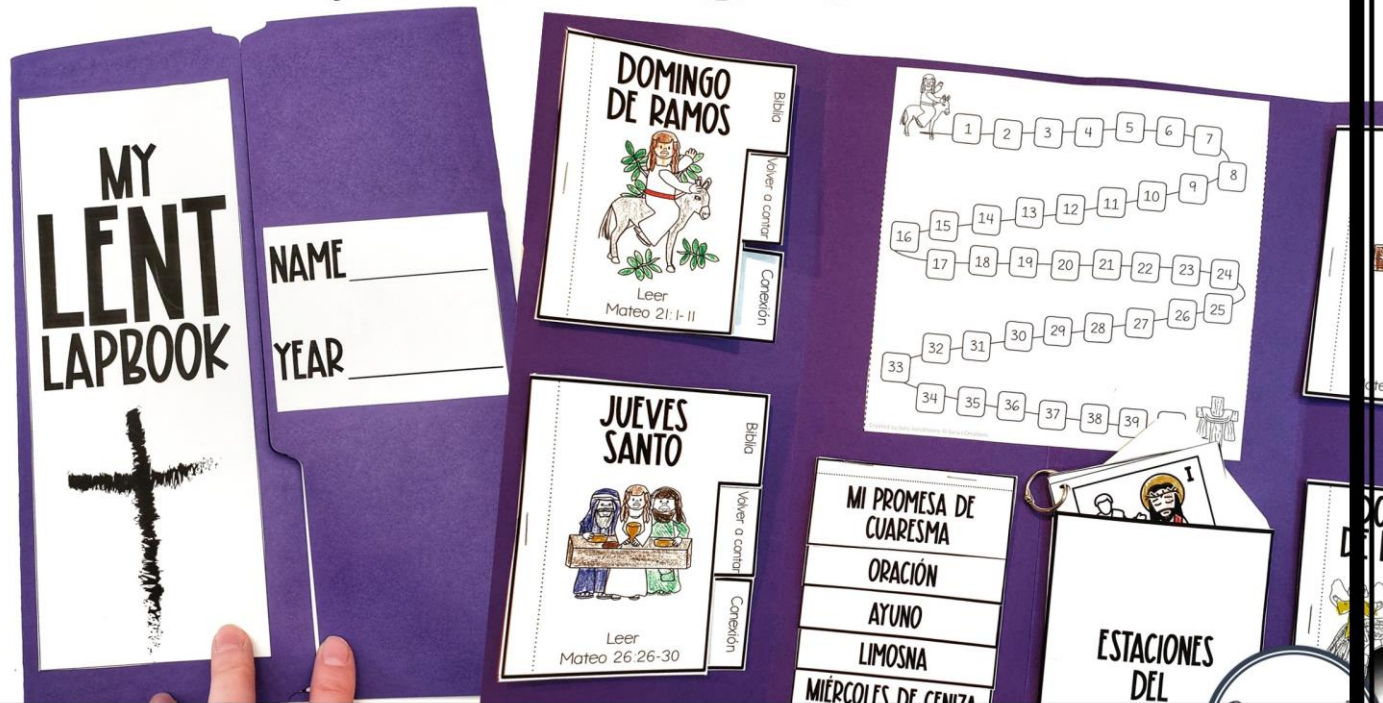 MY
LENT
LAPBOOK
NAME
YEAR
DOMINGO
DE RAMOS
Leer
Mateo 21:1-11
Biblia
Volver a contar
Conexión
JUEVES
SANTO
Leer
Mateo 26:26-30
Biblia
Volver a contar
Conexión
1 2 3 4 5 6 7
8
9
10
11
12
13
14
15
16
17 18 19 20 21 22 23 24
25
26
27
28
29
30
31
32
33
34 35 36 37 38 39
MI PROMESA DE
CUARESMA
ORACIÓN
AYUNO
LIMOSNA
MIÉRCOLES DE CENIZA
I
ESTACIONES
DEL